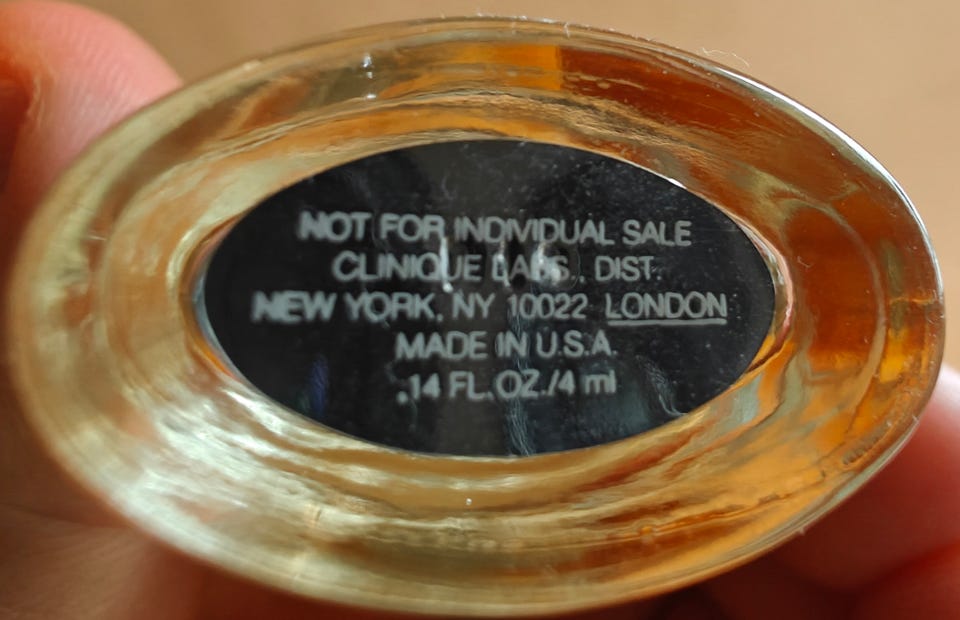 NOT FOR INDIVIDUAL SALE
CLINIQUE LABS., DIST.
NEW YORK, NY 10022 LONDON
MADE IN U.S.A.
.14 FL. OZ./4 ml